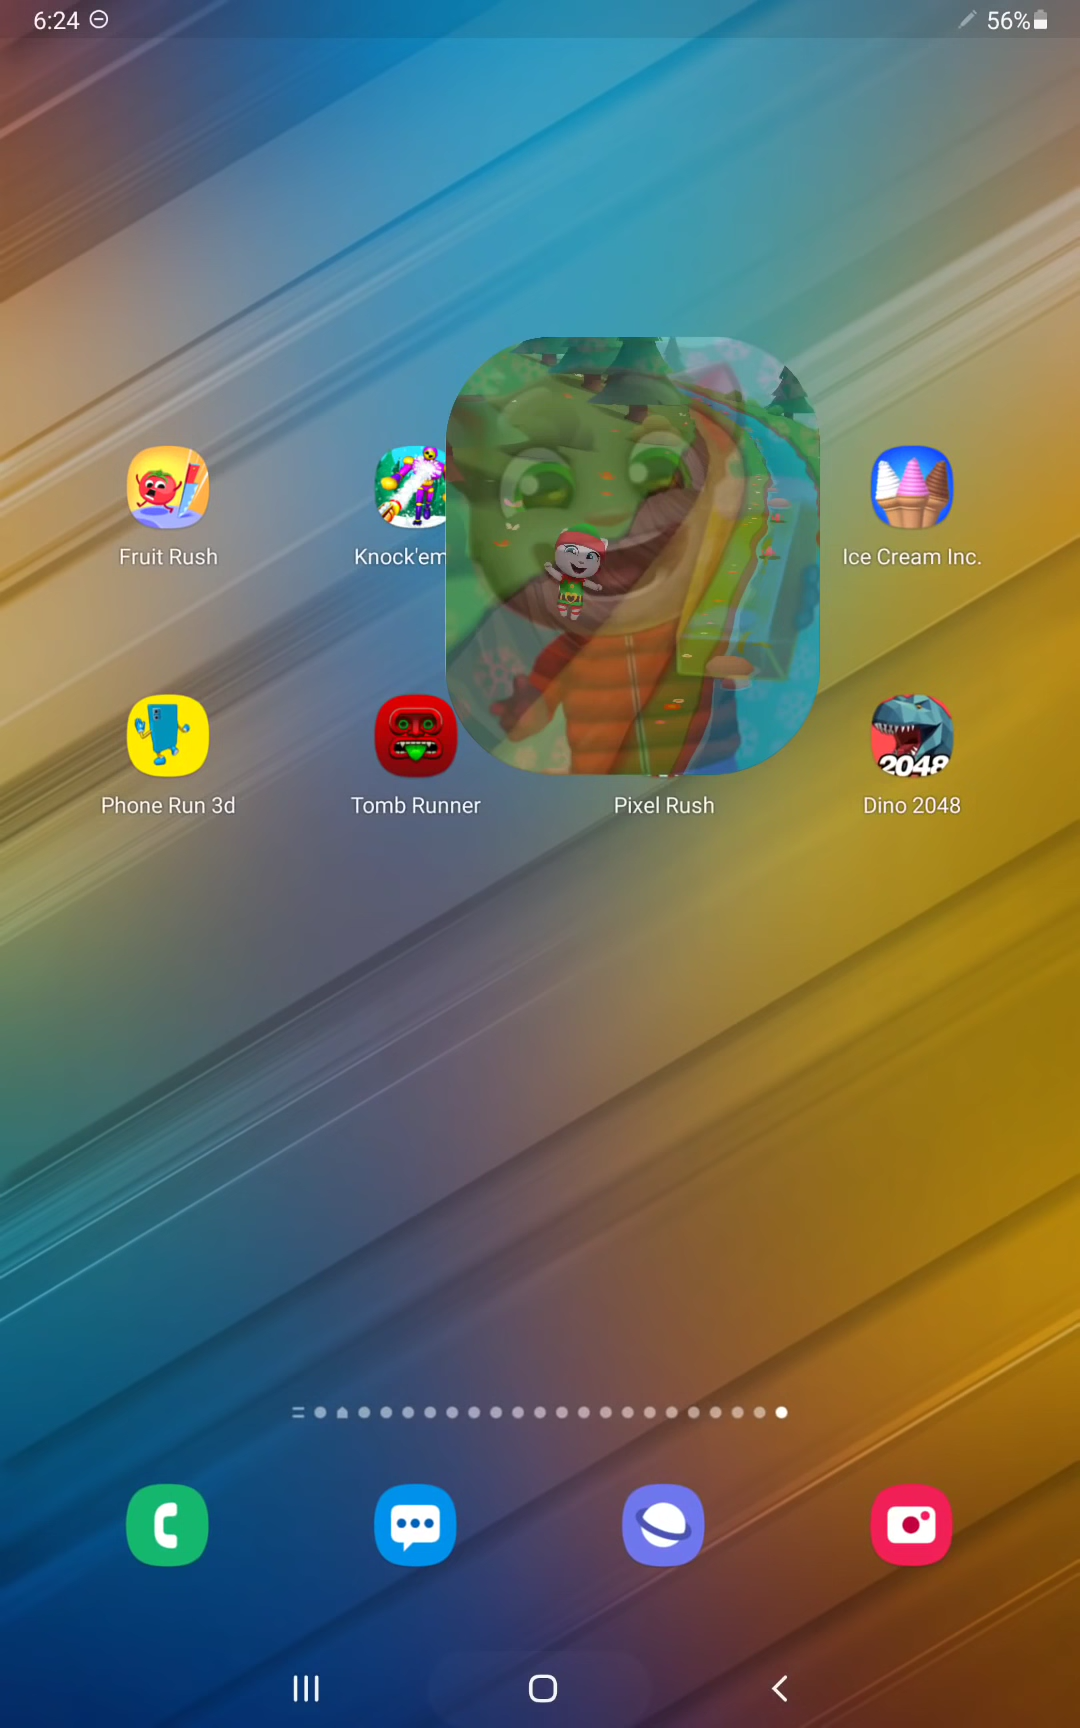 6:24
56%
Fruit Rush
Knock'em
Ice Cream Inc.
Phone Run 3d
Tomb Runner
Pixel Rush
2048
Dino 2048